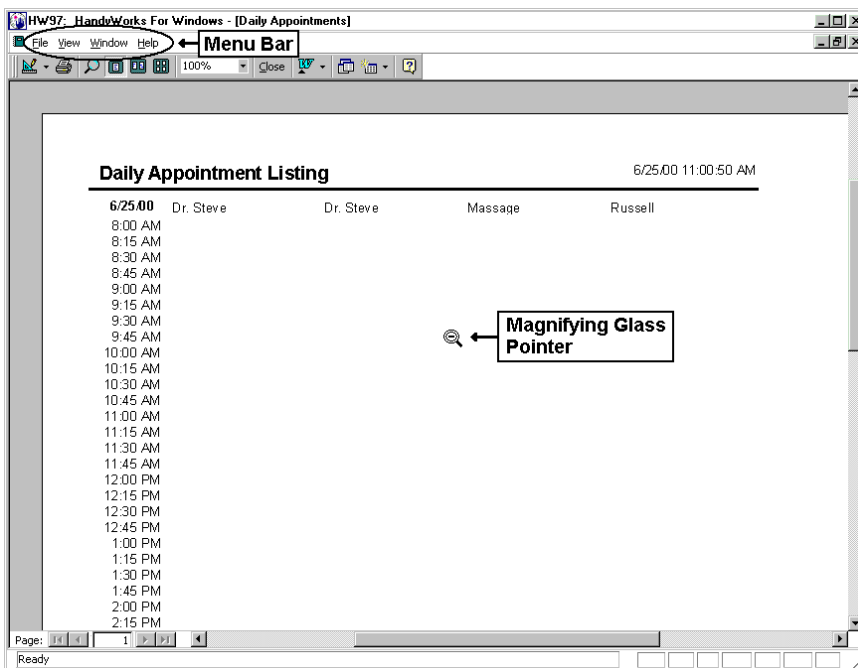 HW97: HandyWorks For Windows - [Daily Appointments]
File View Window Help
Menu Bar
100% Close
Daily Appointment Listing
6/25/00 11:00:50 AM
6/25/00 Dr. Steve Dr. Steve Massage Russell
8:00 AM
8:15 AM
8:30 AM
8:45 AM
9:00 AM
9:15 AM
9:30 AM
9:45 AM
Magnifying Glass
Pointer
10:00 AM
10:15 AM
10:30 AM
10:45 AM
11:00 AM
11:15 AM
11:30 AM
11:45 AM
12:00 PM
12:15 PM
12:30 PM
12:45 PM
1:00 PM
1:15 PM
1:30 PM
1:45 PM
2:00 PM
2:15 PM
Page: 1
Ready